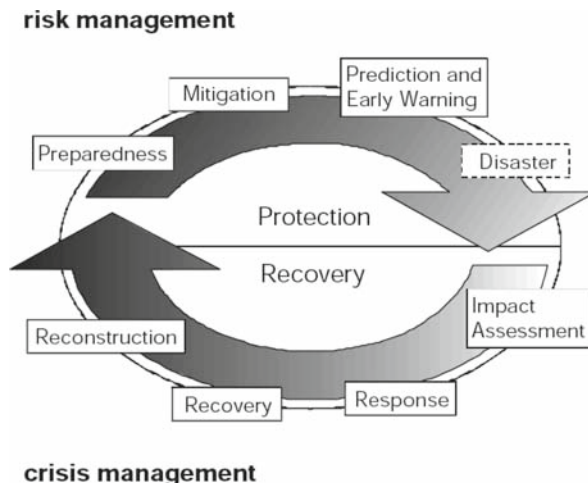 risk management
Prediction and
Early Warning
Mitigation
Preparedness
Disaster
Protection
Recovery
Impact
Assessment
Reconstruction
Recovery
Response
crisis management